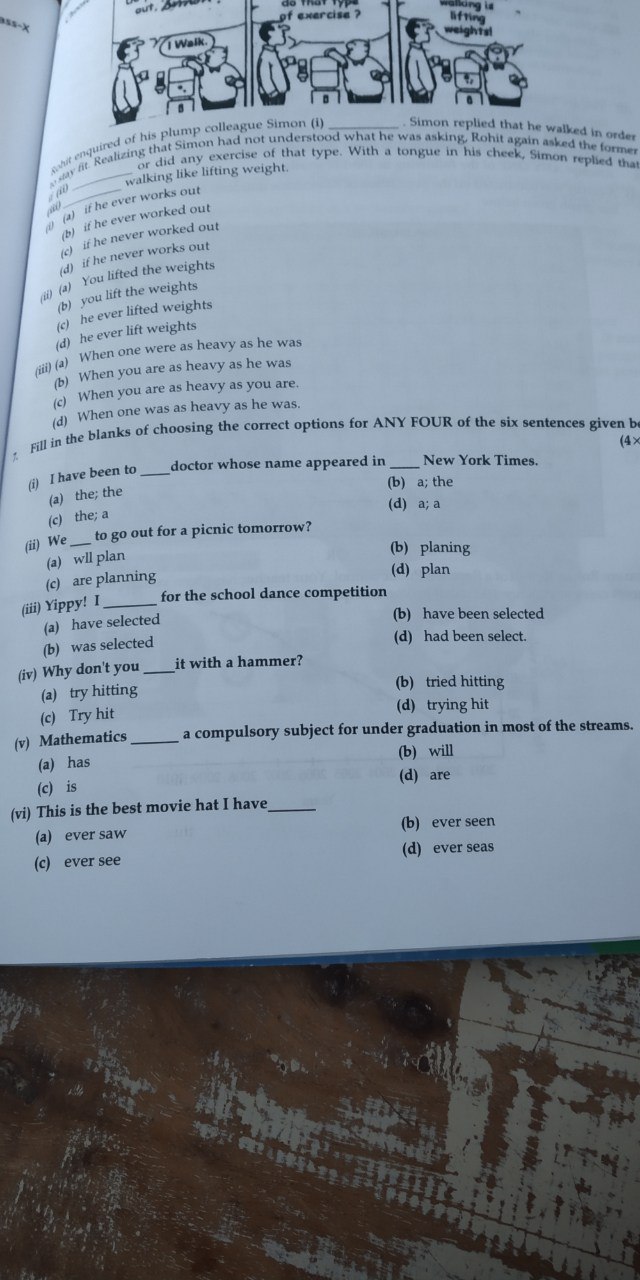 ass-X
out.
do that type
of exercise ?
walking is
lifting
weights!
I Walk.
Rohit enquired of his plump colleague Simon (i) ________ . Simon replied that he walked in order
to stay fit. Realizing that Simon had not understood what he was asking, Rohit again asked the former
if (ii) ________ or did any exercise of that type. With a tongue in his cheek, Simon replied that
(iii) ________ walking like lifting weight.
(i) (a) if he ever works out
(b) if he ever worked out
(c) if he never worked out
(d) if he never works out
(ii) (a) You lifted the weights
(b) you lift the weights
(c) he ever lifted weights
(d) he ever lift weights
(iii) (a) When one were as heavy as he was
(b) When you are as heavy as he was
(c) When you are as heavy as you are.
(d) When one was as heavy as he was.
7. Fill in the blanks of choosing the correct options for ANY FOUR of the six sentences given
(4×
(i) I have been to ____ doctor whose name appeared in ____ New York Times.
(a) the; the (b) a; the
(c) the; a (d) a; a
(ii) We ___ to go out for a picnic tomorrow?
(a) wll plan (b) planing
(c) are planning (d) plan
(iii) Yippy! I _______ for the school dance competition
(a) have selected (b) have been selected
(b) was selected (d) had been select.
(iv) Why don't you ____ it with a hammer?
(a) try hitting (b) tried hitting
(c) Try hit (d) trying hit
(v) Mathematics ______ a compulsory subject for under graduation in most of the streams.
(a) has (b) will
(c) is (d) are
(vi) This is the best movie hat I have______
(a) ever saw (b) ever seen
(c) ever see (d) ever seas